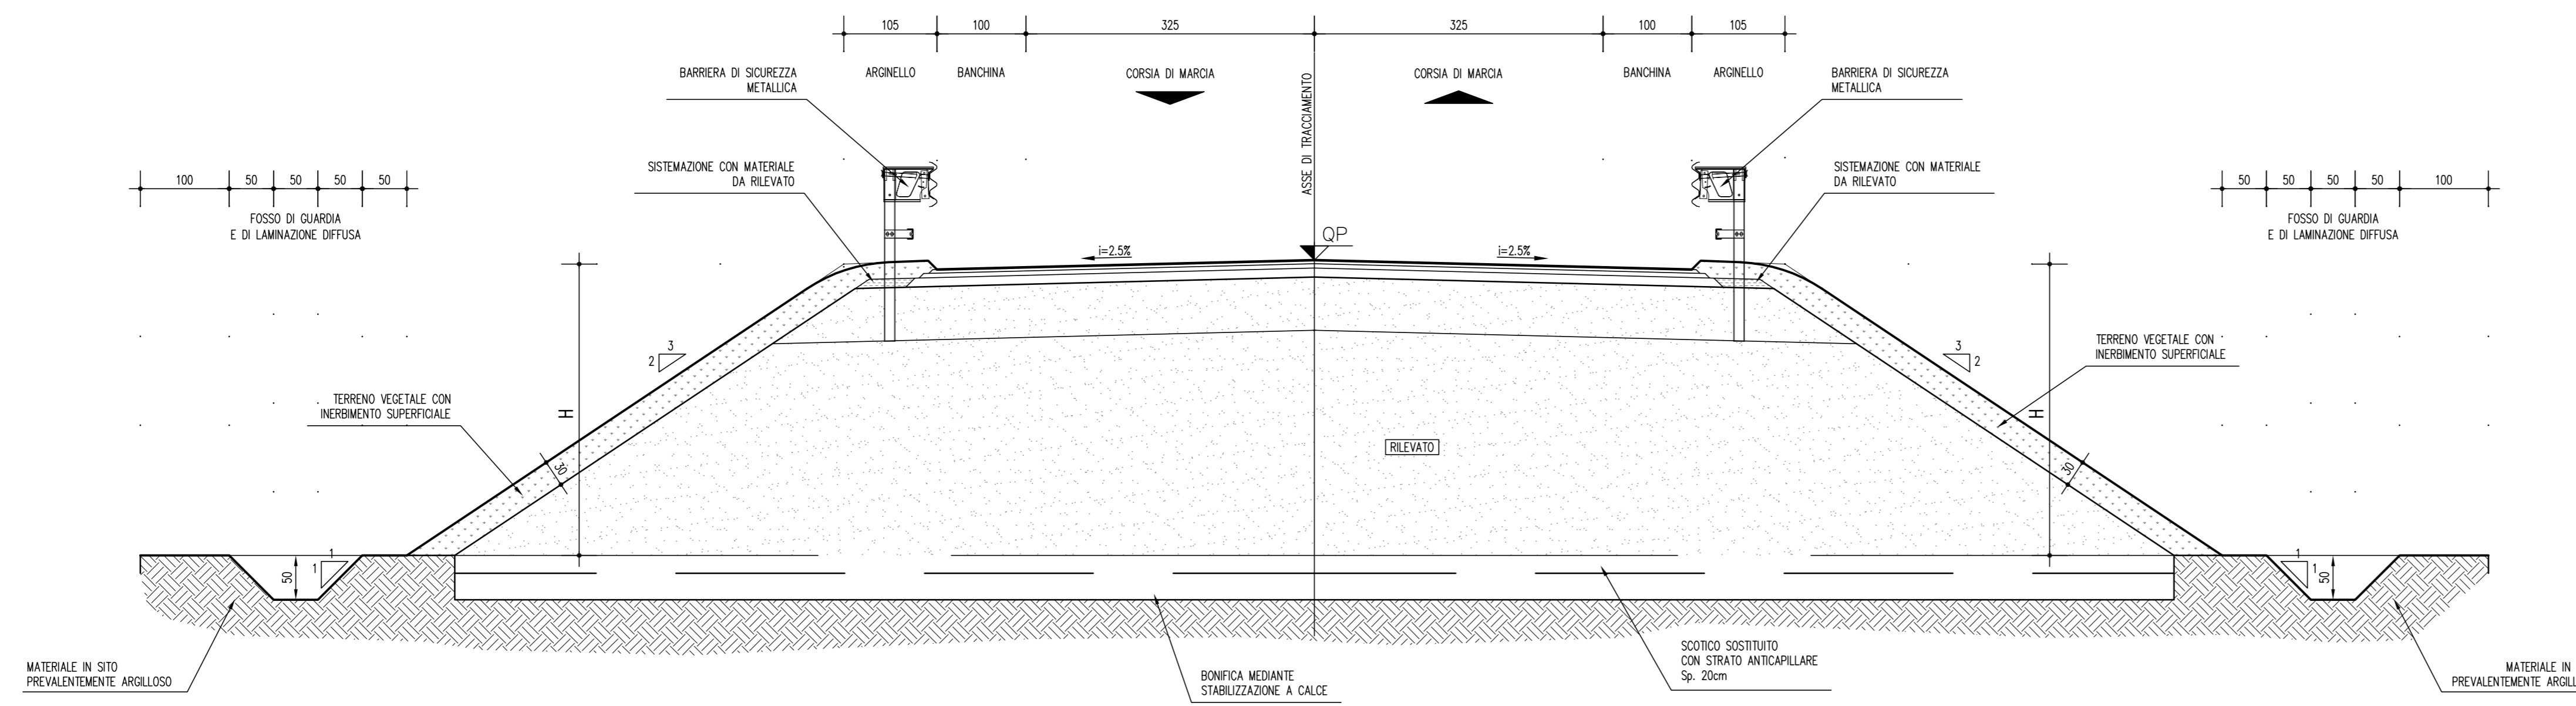 105 100 325 325 100 105
ARGINELLO BANCHINA CORSIA DI MARCIA CORSIA DI MARCIA BANCHINA ARGINELLO
BARRIERA DI SICUREZZA
METALLICA
BARRIERA DI SICUREZZA
METALLICA
ASSE DI TRACCIAMENTO
SISTEMAZIONE CON MATERIALE
DA RILEVATO
SISTEMAZIONE CON MATERIALE
DA RILEVATO
100 50 50 50 50
FOSSO DI GUARDIA
E DI LAMINAZIONE DIFFUSA
50 50 50 50 100
FOSSO DI GUARDIA
E DI LAMINAZIONE DIFFUSA
QP
i=2.5% i=2.5%
3
2
3
2
TERRENO VEGETALE CON
INERBIMENTO SUPERFICIALE
TERRENO VEGETALE CON
INERBIMENTO SUPERFICIALE
H
H
RILEVATO
30
30
50
1
1
1
1
50
MATERIALE IN SITO
PREVALENTEMENTE ARGILLOSO
BONIFICA MEDIANTE
STABILIZZAZIONE A CALCE
SCOTICO SOSTITUITO
CON STRATO ANTICAPILLARE
Sp. 20cm
MATERIALE IN
PREVALENTEMENTE ARGILL